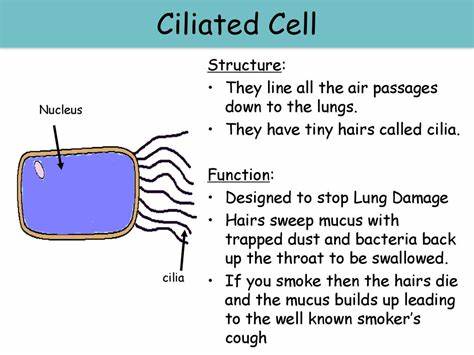 Ciliated Cell
Nucleus
cilia
Structure:
• They line all the air passages
down to the lungs.
• They have tiny hairs called cilia.
Function:
• Designed to stop Lung Damage
• Hairs sweep mucus with
trapped dust and bacteria back
up the throat to be swallowed.
• If you smoke then the hairs die
and the mucus builds up leading
to the well known smoker's
cough